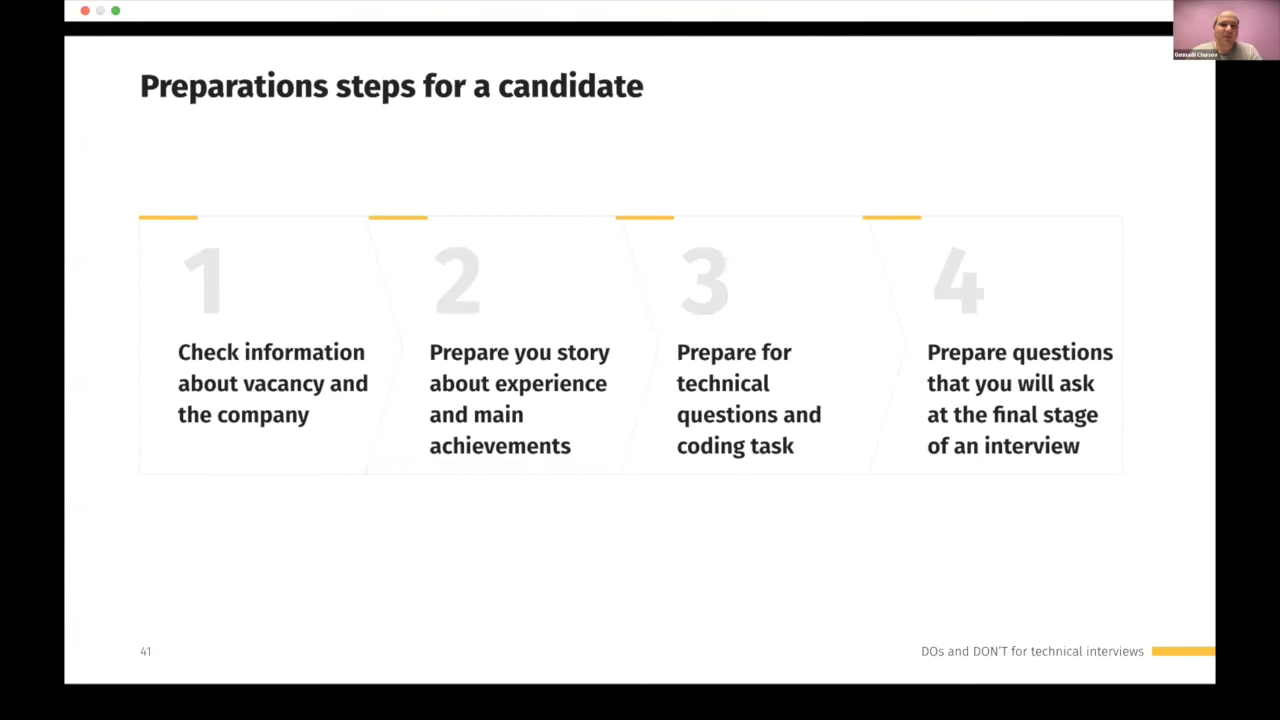 Gennadii Chursov
Preparations steps for a candidate
1
2
3
4
Check information
about vacancy and
the company
Prepare you story
about experience
and main
achievements
Prepare for
technical
questions and
coding task
Prepare questions
that you will ask
at the final stage
of an interview
41
DOs and DON'T for technical interviews